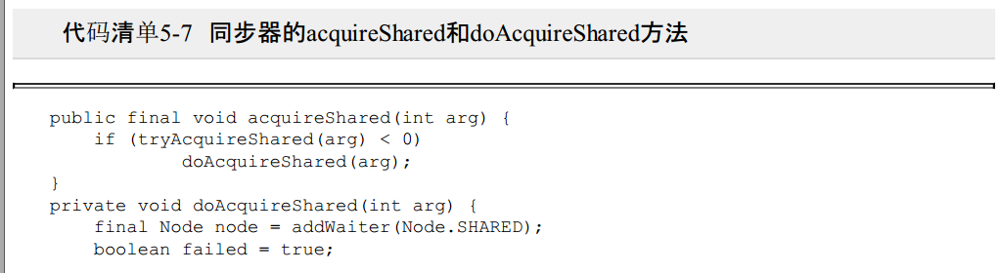 代码清单5-7 同步器的acquireShared和doAcquireShared方法
public final void acquireShared(int arg) {
    if (tryAcquireShared(arg) < 0)
            doAcquireShared(arg);
}
private void doAcquireShared(int arg) {
    final Node node = addWaiter(Node.SHARED);
    boolean failed = true;